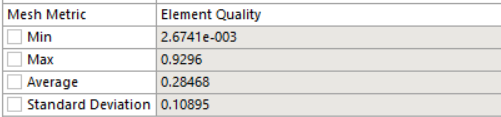 Mesh Metric Element Quality
Min 2.6741e-003
Max 0.9296
Average 0.28468
Standard Deviation 0.10895